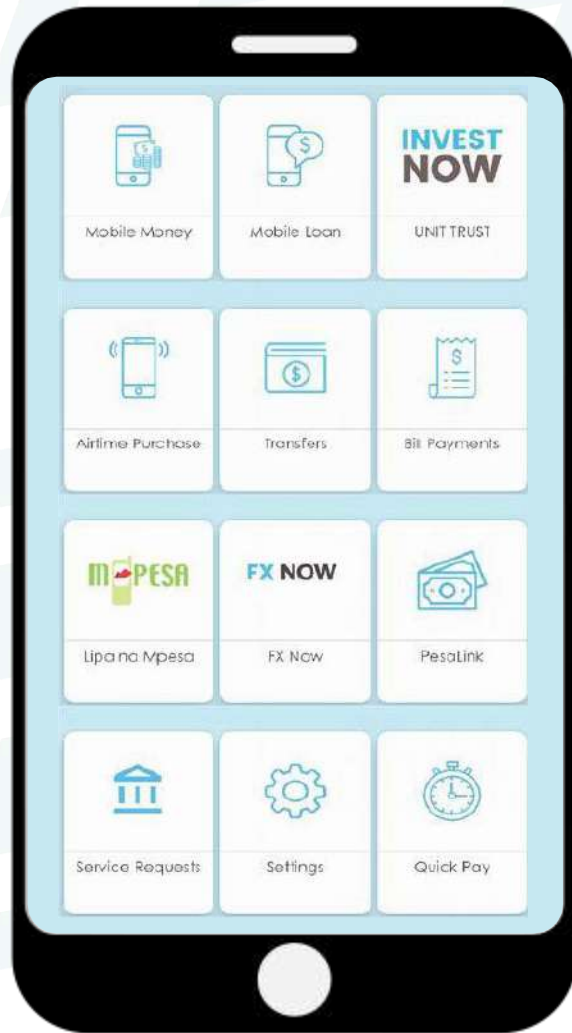 INVEST
NOW
Mobile Money
Mobile Loan
UNIT TRUST
Airtime Purchase
Transfers
Bill Payments
M-PESA
FX NOW
Lipa na Mpesa
FX Now
PesaLink
Service Requests
Settings
Quick Pay